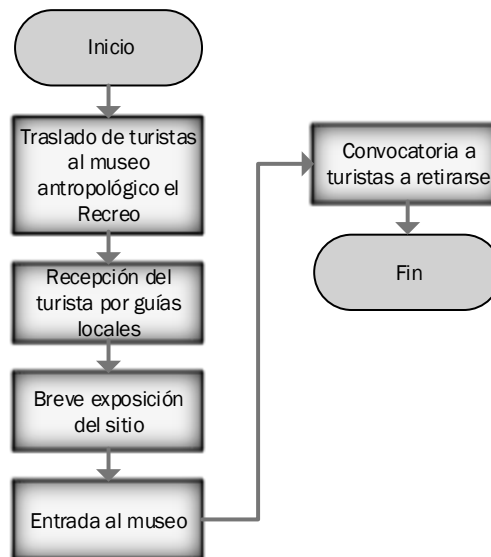 Inicio
Traslado de turistas
al museo
antropológico el
Recreo
Recepción del
turista por guías
locales
Breve exposición
del sitio
Entrada al museo
Convocatoria a
turistas a retirarse
Fin